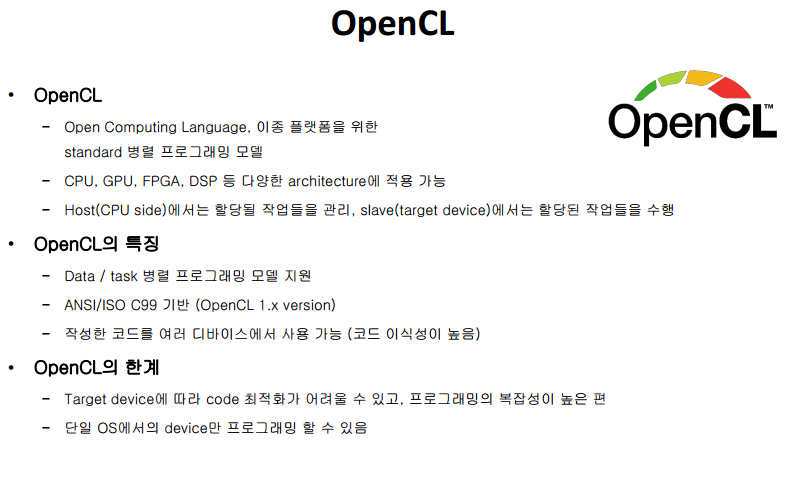 OpenCL
OpenCL™
• OpenCL
– Open Computing Language, 이종 플랫폼을 위한
standard 병렬 프로그래밍 모델
– CPU, GPU, FPGA, DSP 등 다양한 architecture에 적용 가능
– Host(CPU side)에서는 할당될 작업들을 관리, slave(target device)에서는 할당된 작업들을 수행
• OpenCL의 특징
– Data / task 병렬 프로그래밍 모델 지원
– ANSI/ISO C99 기반 (OpenCL 1.x version)
– 작성한 코드를 여러 디바이스에서 사용 가능 (코드 이식성이 높음)
• OpenCL의 한계
– Target device에 따라 code 최적화가 어려울 수 있고, 프로그래밍의 복잡성이 높은 편
– 단일 OS에서의 device만 프로그래밍 할 수 있음